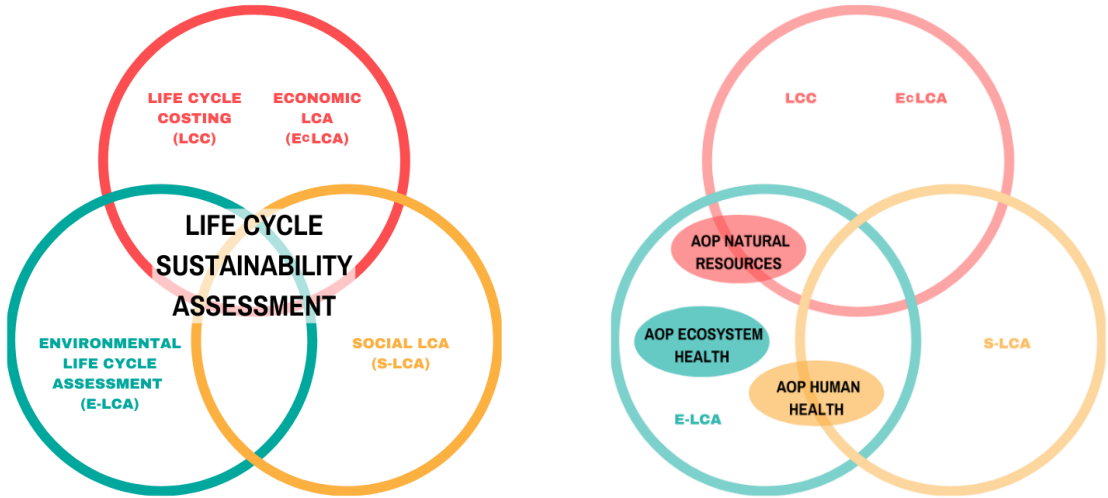 LIFE CYCLE
COSTING
(LCC)
ECONOMIC
LCA
(EcLCA)
LIFE CYCLE
SUSTAINABILITY
ASSESSMENT
ENVIRONMENTAL
LIFE CYCLE
ASSESSMENT
(E-LCA)
SOCIAL LCA
(S-LCA)
LCC
EcLCA
AOP NATURAL
RESOURCES
AOP ECOSYSTEM
HEALTH
S-LCA
AOP HUMAN
HEALTH
E-LCA